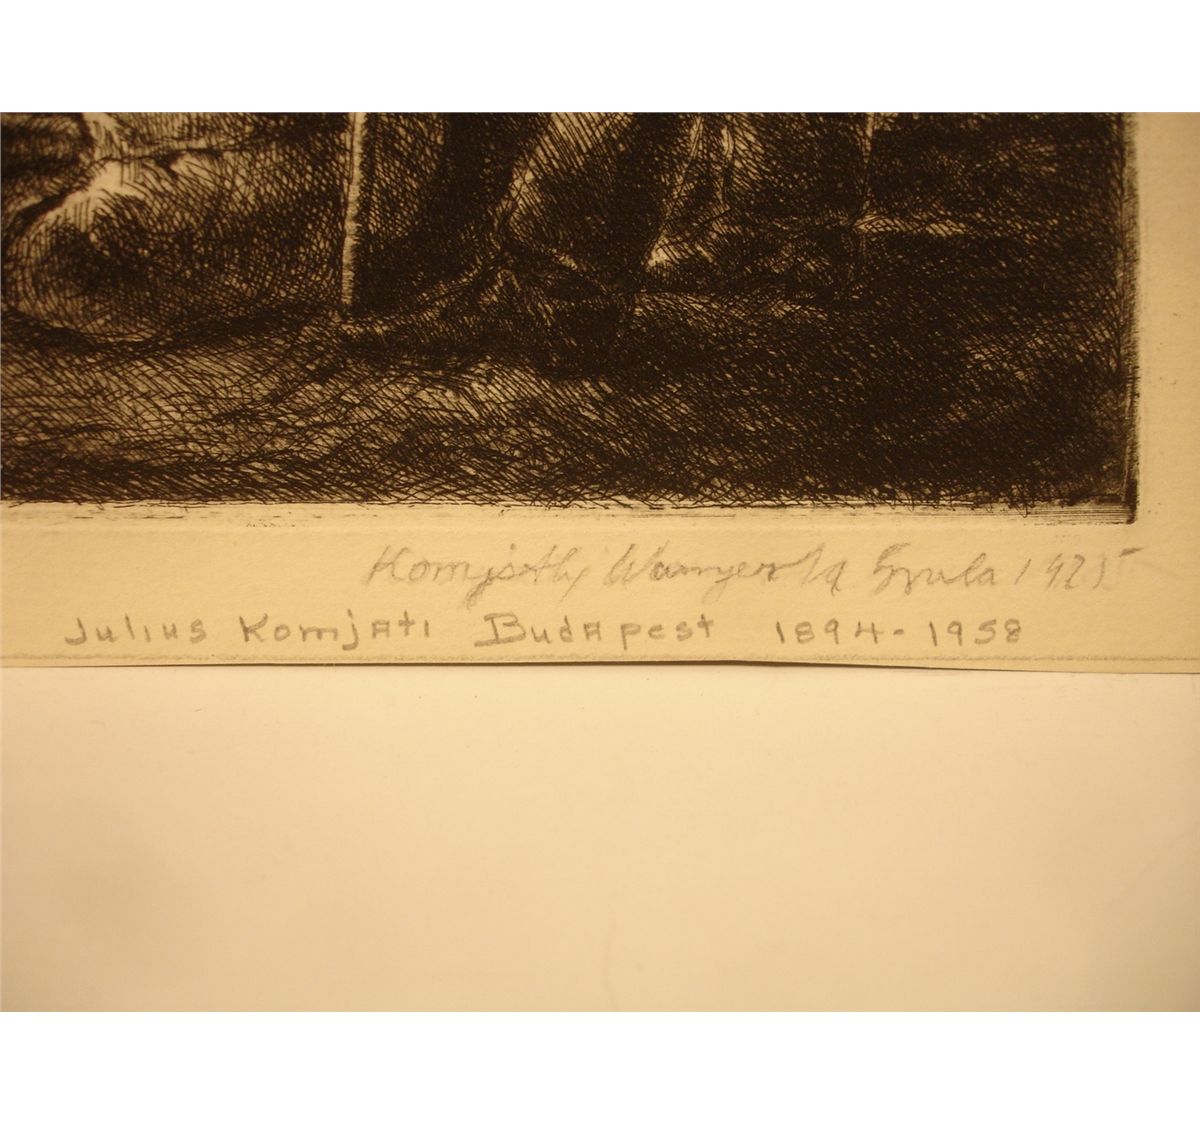 Komjáthy Wanyerka Gyula 1925
Julius Komjati Budapest 1894-1958